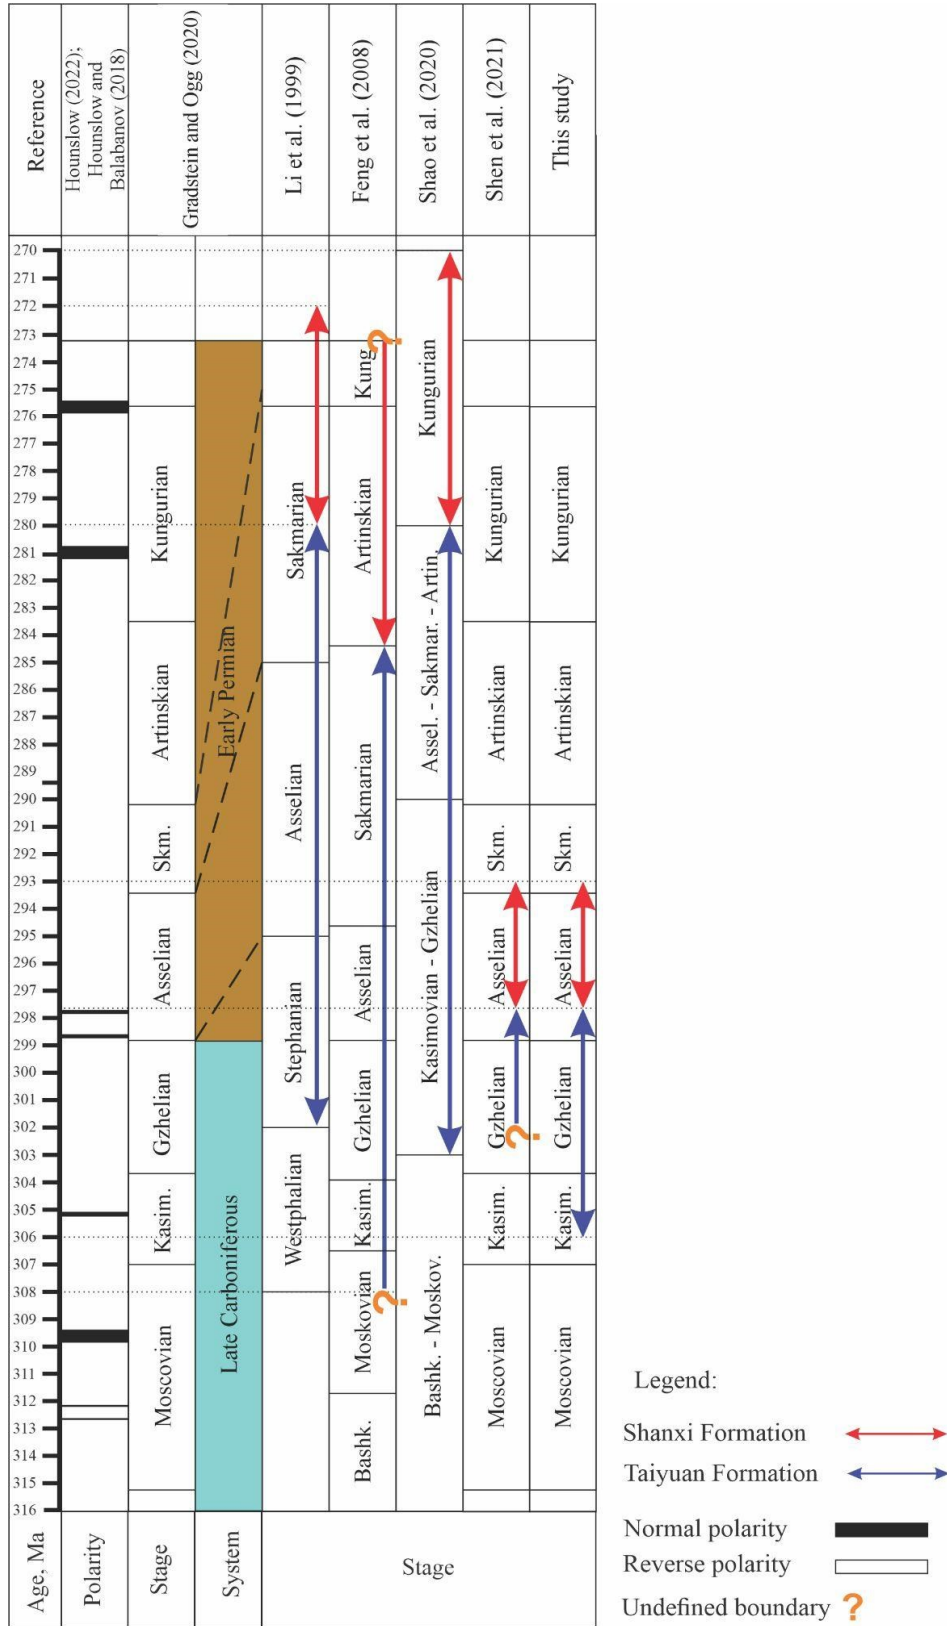 Reference
Hounslow (2022);
Hounslow and
Balabanov (2018)
Gradstein and Ogg (2020)
Li et al. (1999)
Feng et al. (2008)
Shao et al. (2020)
Shen et al. (2021)
This study
270
271
272
273
274
275
276
277
278
279
280
281
282
283
284
285
286
287
288
289
290
291
292
293
294
295
296
297
298
299
300
301
302
303
304
305
306
307
308
309
310
311
312
313
314
315
316
Kungurian
Artinskian
Skm.
Asselian
Gzhelian
Kasim.
Moscovian
Early Permian
Late Carboniferous
Sakmarian
Asselian
Stephanian
Westphalian
?
Kung.
Artinskian
Sakmarian
Asselian
Gzhelian
Kasim.
Moskovian
?
Bashk.
Kungurian
Assel. - Sakmar. - Artin.
Kasimovian - Gzhelian
Bashk. - Moskov.
Kungurian
Artinskian
Skm.
Asselian
Gzhelian
?
Kasim.
Moscovian
Kungurian
Artinskian
Skm.
Asselian
Gzhelian
Kasim.
Moscovian
Age, Ma
Polarity
Stage
System
Stage
Legend:
Shanxi Formation
Taiyuan Formation
Normal polarity
Reverse polarity
Undefined boundary ?